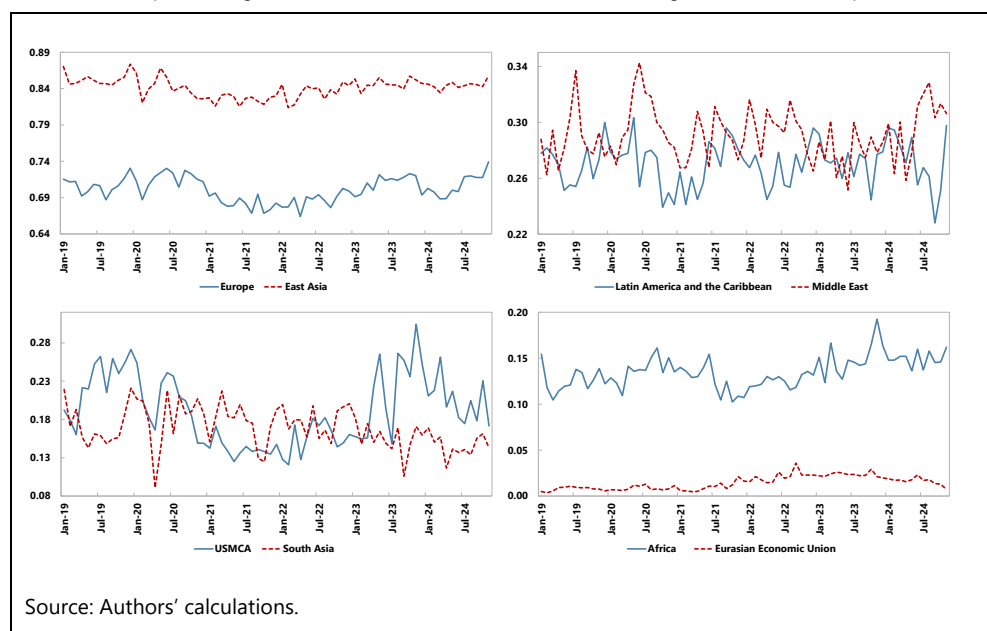 0.89
0.84
0.79
0.74
0.69
0.64
Jan-19
Jul-19
Jan-20
Jul-20
Jan-21
Jul-21
Jan-22
Jul-22
Jan-23
Jul-23
Jan-24
Jul-24
Europe East Asia
0.34
0.30
0.26
0.22
Jan-19
Jul-19
Jan-20
Jul-20
Jan-21
Jul-21
Jan-22
Jul-22
Jan-23
Jul-23
Jan-24
Jul-24
Latin America and the Caribbean Middle East
0.28
0.23
0.18
0.13
0.08
Jan-19
Jul-19
Jan-20
Jul-20
Jan-21
Jul-21
Jan-22
Jul-22
Jan-23
Jul-23
Jan-24
Jul-24
USMCA South Asia
0.20
0.15
0.10
0.05
0.00
Jan-19
Jul-19
Jan-20
Jul-20
Jan-21
Jul-21
Jan-22
Jul-22
Jan-23
Jul-23
Jan-24
Jul-24
Africa Eurasian Economic Union
Source: Authors’ calculations.